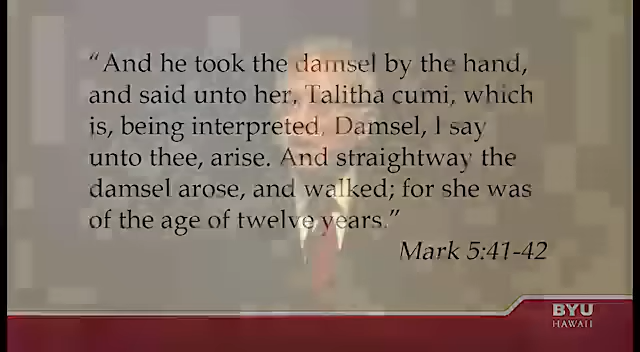 “And he took the damsel by the hand,
and said unto her, Talitha cumi, which
is, being interpreted, Damsel, I say
unto thee, arise. And straightway the
damsel arose, and walked; for she was
of the age of twelve years.”
Mark 5:41-42
BYU
HAWAII